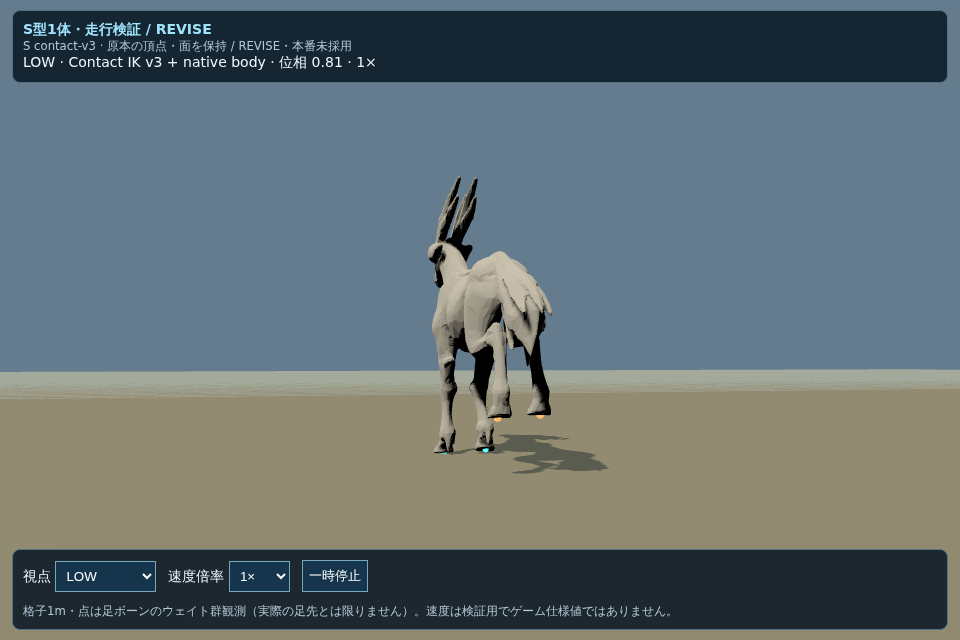 S型1体・走行検証 / REVISE
S contact-v3 · 原本の頂点・面を保持 / REVISE・本番未採用
LOW · Contact IK v3 + native body · 位相 0.81 · 1×
視点 LOW 速度倍率 1× 一時停止
格子1m・点は足ボーンのウェイト群観測（実際の足先とは限りません）。速度は検証用でゲーム仕様値ではありません。